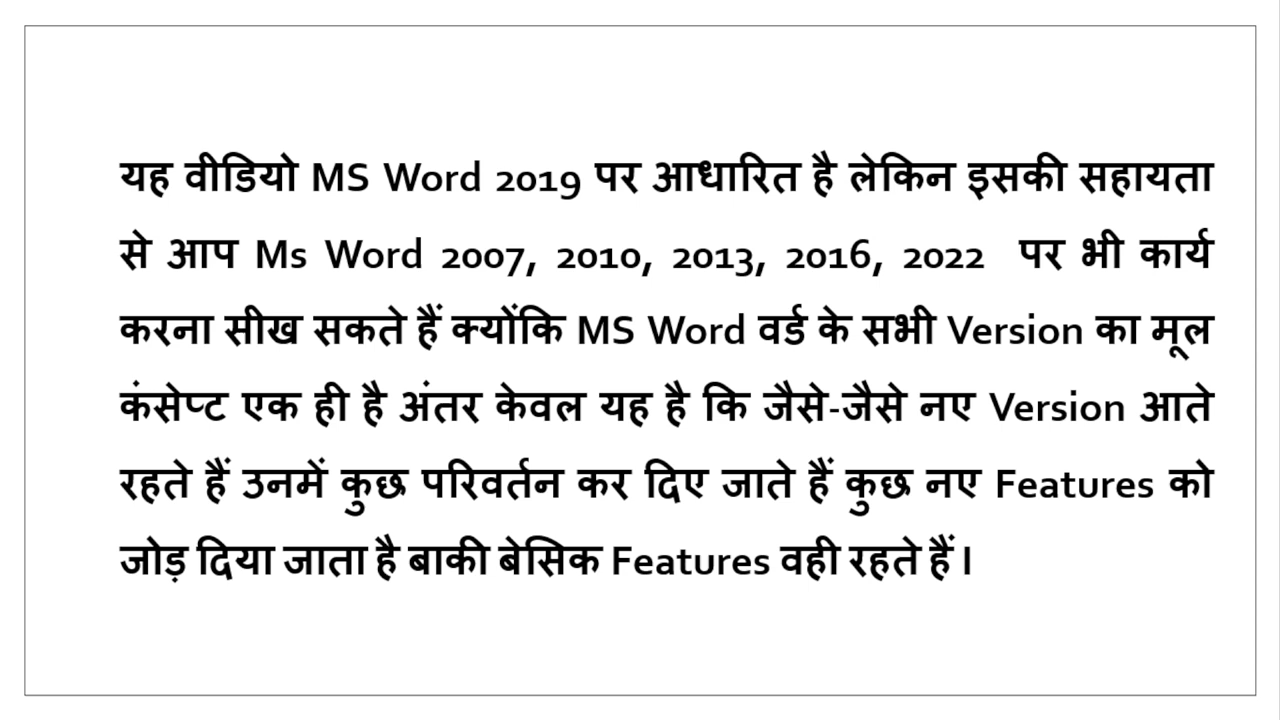 यह वीडियो MS Word 2019 पर आधारित है लेकिन इसकी सहायता
से आप Ms Word 2007, 2010, 2013, 2016, 2022 पर भी कार्य
करना सीख सकते हैं क्योंकि MS Word वर्ड के सभी Version का मूल
कंसेप्ट एक ही है अंतर केवल यह है कि जैसे-जैसे नए Version आते
रहते हैं उनमें कुछ परिवर्तन कर दिए जाते हैं कुछ नए Features को
जोड़ दिया जाता है बाकी बेसिक Features वही रहते हैं ।